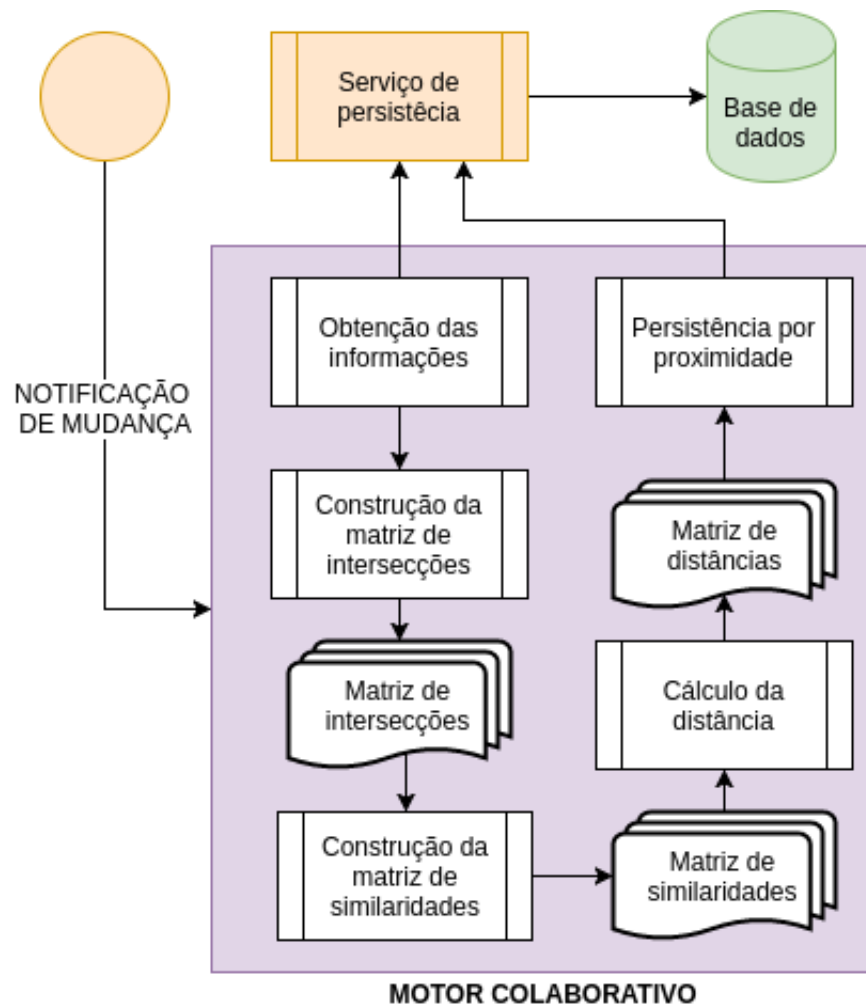 Serviço de
persistêcia
Base de
dados
NOTIFICAÇÃO
DE MUDANÇA
Obtenção das
informações
Persistência por
proximidade
Construção da
matriz de
intersecções
Matriz de
distâncias
Matriz de
intersecções
Cálculo da
distância
Construção da
matriz de
similaridades
Matriz de
similaridades
MOTOR COLABORATIVO